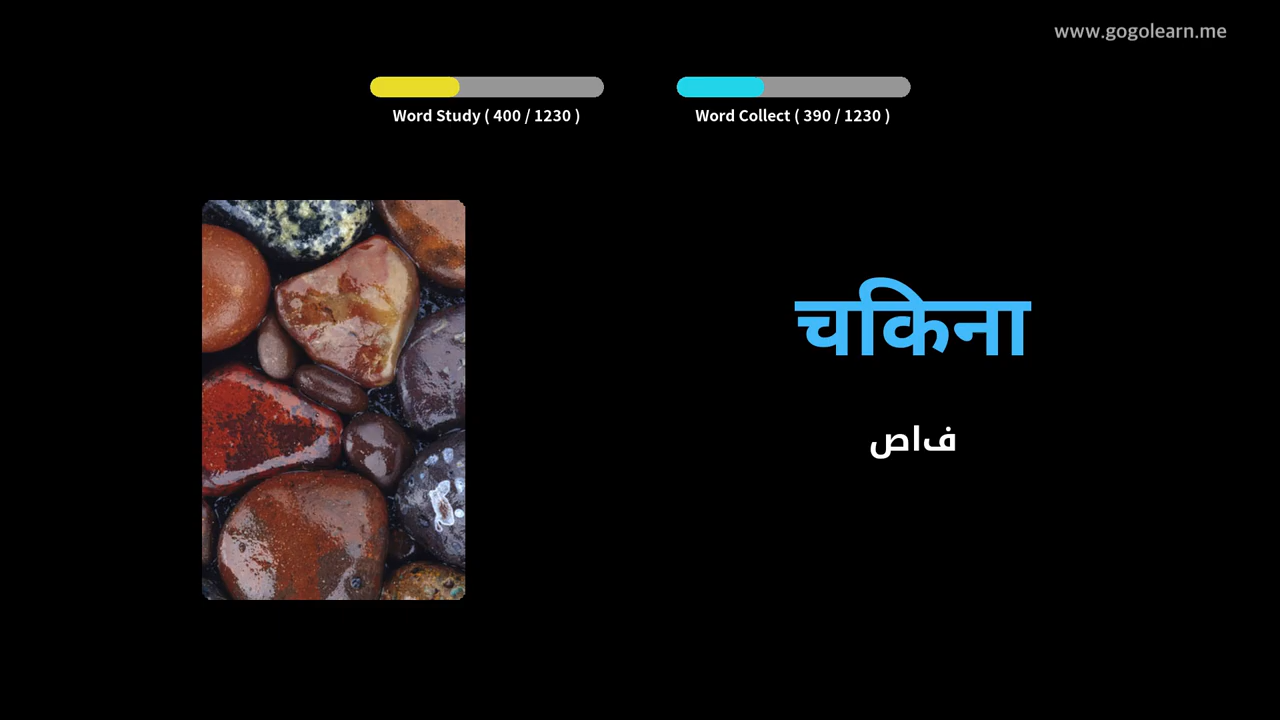 www.gogolearn.me
Word Study ( 400 / 1230 )
Word Collect ( 390 / 1230 )
चकिना
فاص